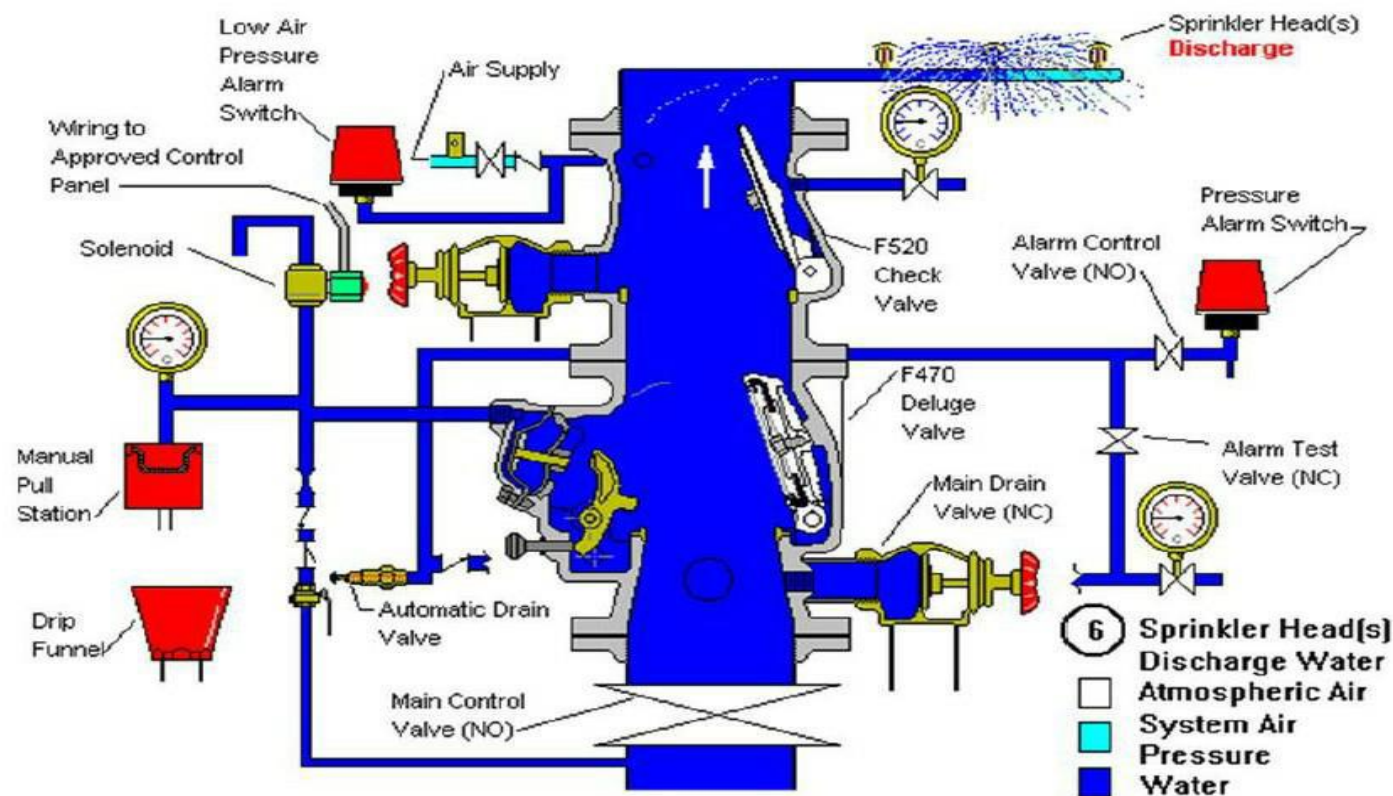 Low Air
Pressure
Alarm
Switch
Air Supply
Sprinkler Head(s)
Discharge
Wiring to
Approved Control
Panel
Solenoid
F520
Check
Valve
Alarm Control
Valve (NO)
Pressure
Alarm Switch
F470
Deluge
Valve
Manual
Pull
Station
Main Drain
Valve (NC)
Alarm Test
Valve (NC)
Drip
Funnel
Automatic Drain
Valve
Main Control
Valve (NO)
6 Sprinkler Head(s)
Discharge Water
Atmospheric Air
System Air
Pressure
Water